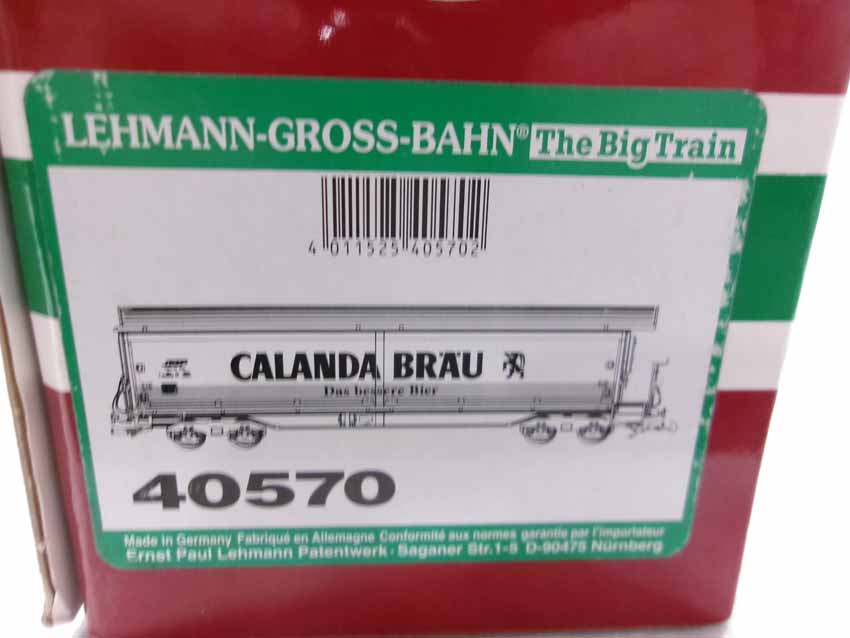 LEHMANN-GROSS-BAHN® The Big Train
4 011525 405702
CALANDA BRÄU
Das bessere Bier
40570
Made in Germany Fabriqué en Allemagne Conformité aux normes garantie par l'importateur
Ernst Paul Lehmann Patentwerk · Saganer Str.1-5 D-90475 Nürnberg